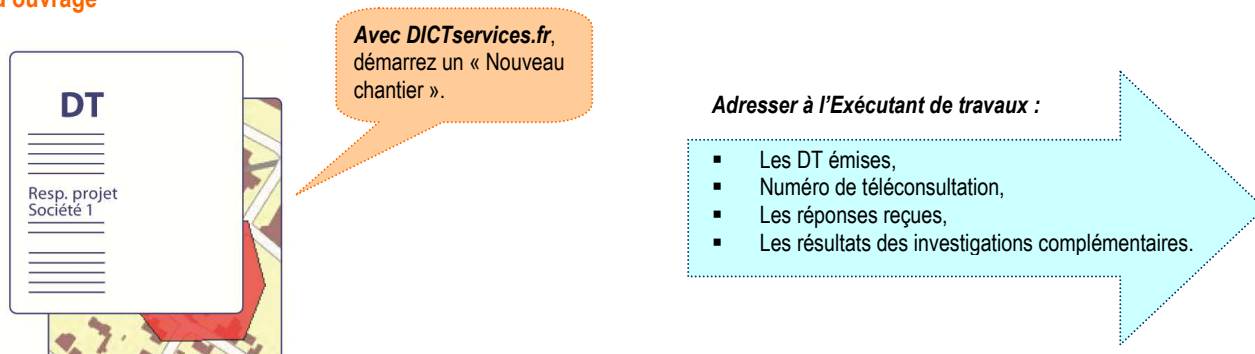 d'ouvrage
Avec DICTservices.fr,
démarrez un « Nouveau
chantier ».
DT
Resp. projet
Société 1
Adresser à l'Exécutant de travaux :
▪ Les DT émises,
▪ Numéro de téléconsultation,
▪ Les réponses reçues,
▪ Les résultats des investigations complémentaires.